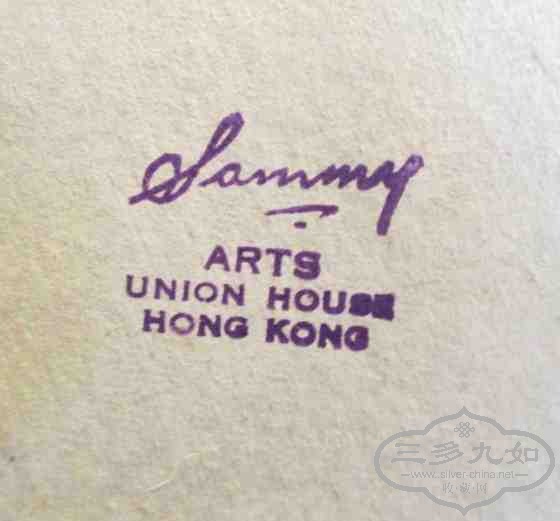 Sammy
ARTS
UNION HOUSE
HONG KONG
三多九如
www.silver-china.net
收藏网